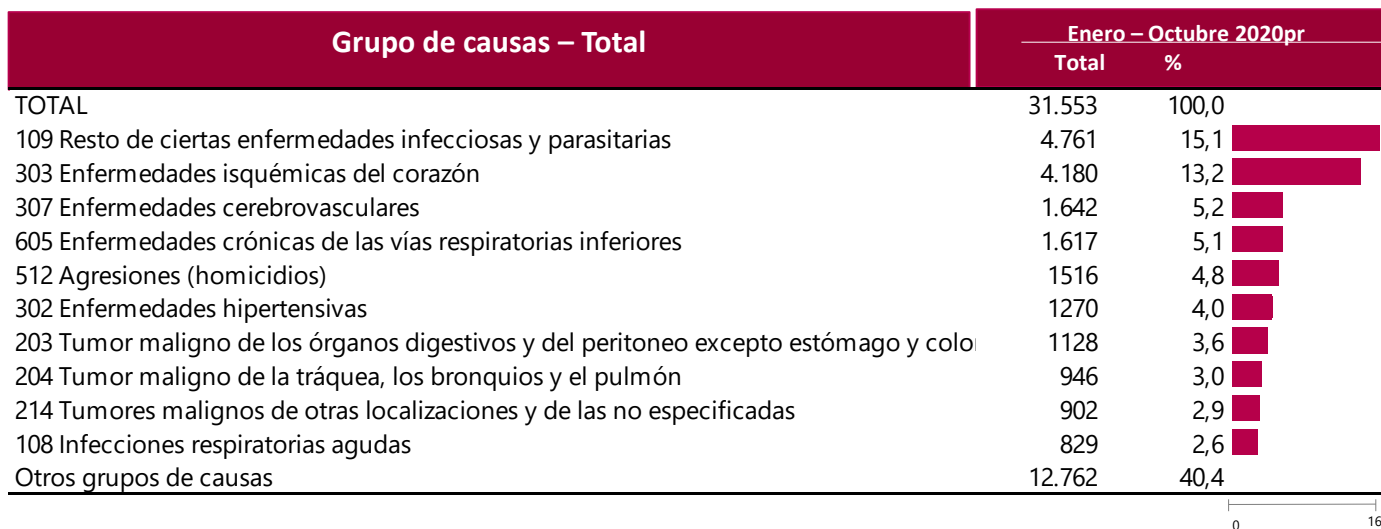 Grupo de causas – Total
Enero – Octubre 2020pr
Total %
TOTAL 31.553 100,0
109 Resto de ciertas enfermedades infecciosas y parasitarias 4.761 15,1
303 Enfermedades isquémicas del corazón 4.180 13,2
307 Enfermedades cerebrovasculares 1.642 5,2
605 Enfermedades crónicas de las vías respiratorias inferiores 1.617 5,1
512 Agresiones (homicidios) 1516 4,8
302 Enfermedades hipertensivas 1270 4,0
203 Tumor maligno de los órganos digestivos y del peritoneo excepto estómago y colo 1128 3,6
204 Tumor maligno de la tráquea, los bronquios y el pulmón 946 3,0
214 Tumores malignos de otras localizaciones y de las no especificadas 902 2,9
108 Infecciones respiratorias agudas 829 2,6
Otros grupos de causas 12.762 40,4
0 16